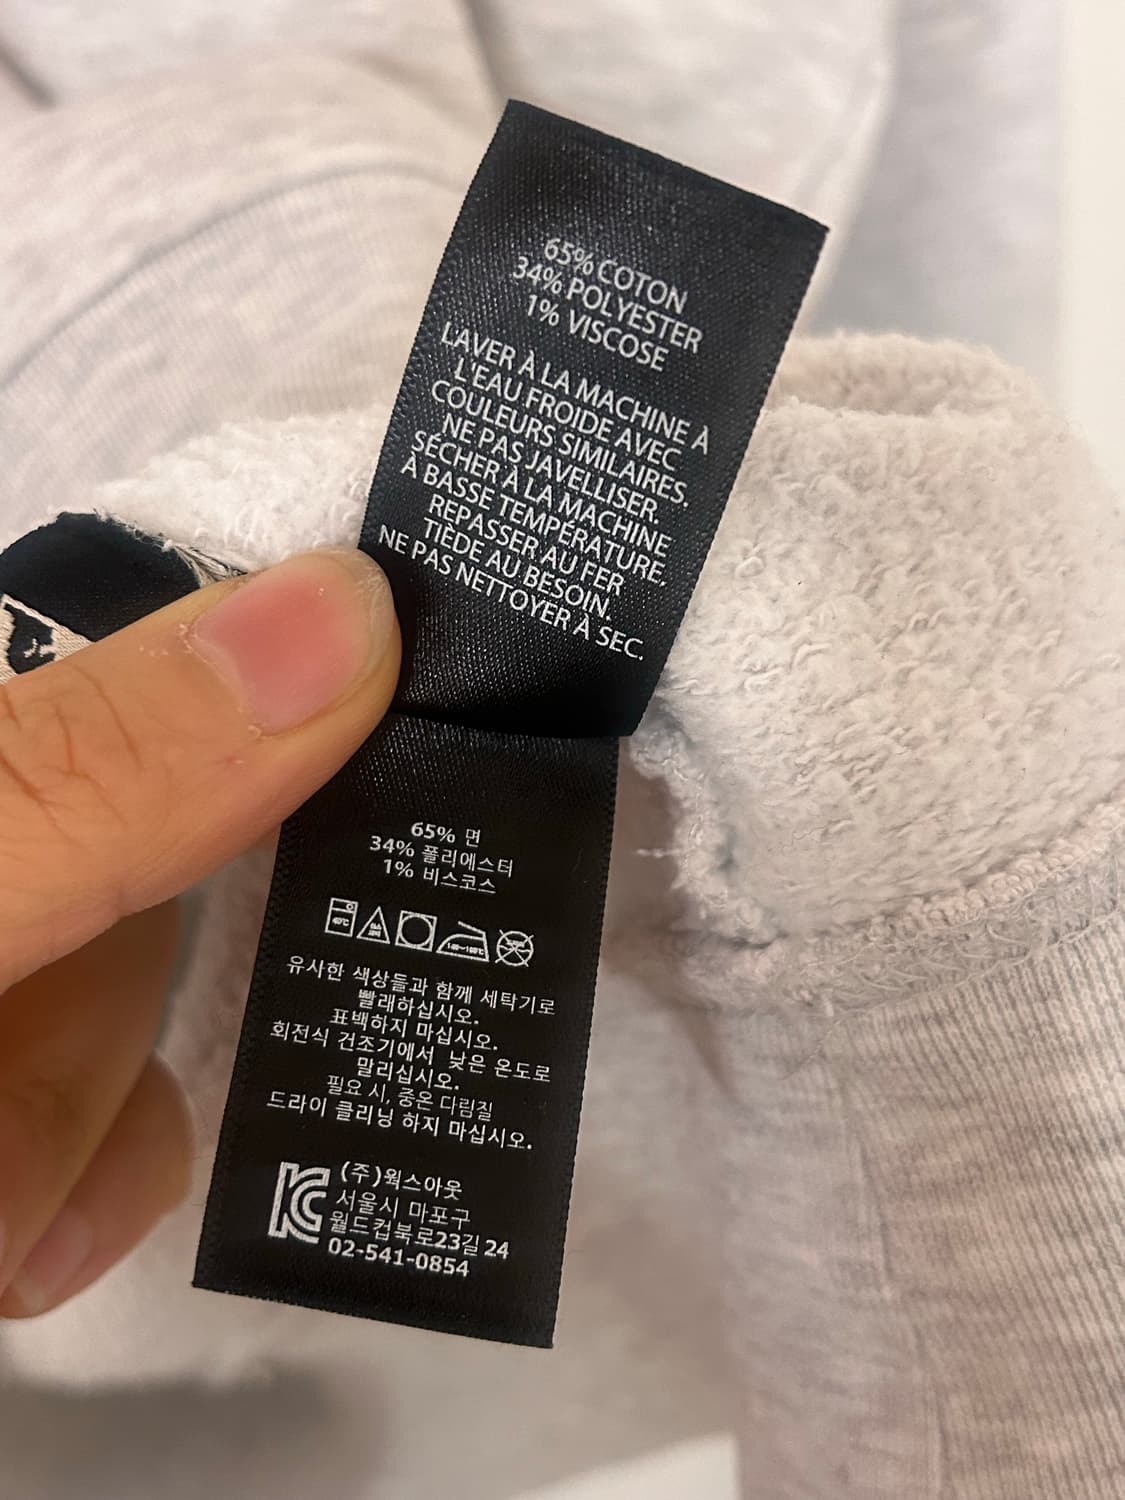 65% COTON
34% POLYESTER
1% VISCOSE
LAVER À LA MACHINE À
L'EAU FROIDE AVEC
COULEURS SIMILAIRES.
NE PAS JAVELLISER.
SÉCHER À LA MACHINE
À BASSE TEMPÉRATURE.
REPASSER AU FER
TIÈDE AU BESOIN.
NE PAS NETTOYER À SEC.
65% 면
34% 폴리에스터
1% 비스코스
유사한 색상들과 함께 세탁기로
빨래하십시오.
표백하지 마십시오.
회전식 건조기에서 낮은 온도로
말리십시오.
필요 시, 중온 다림질
드라이 클리닝 하지 마십시오.
(주)웍스아웃
서울시 마포구
월드컵북로23길 24
02-541-0854